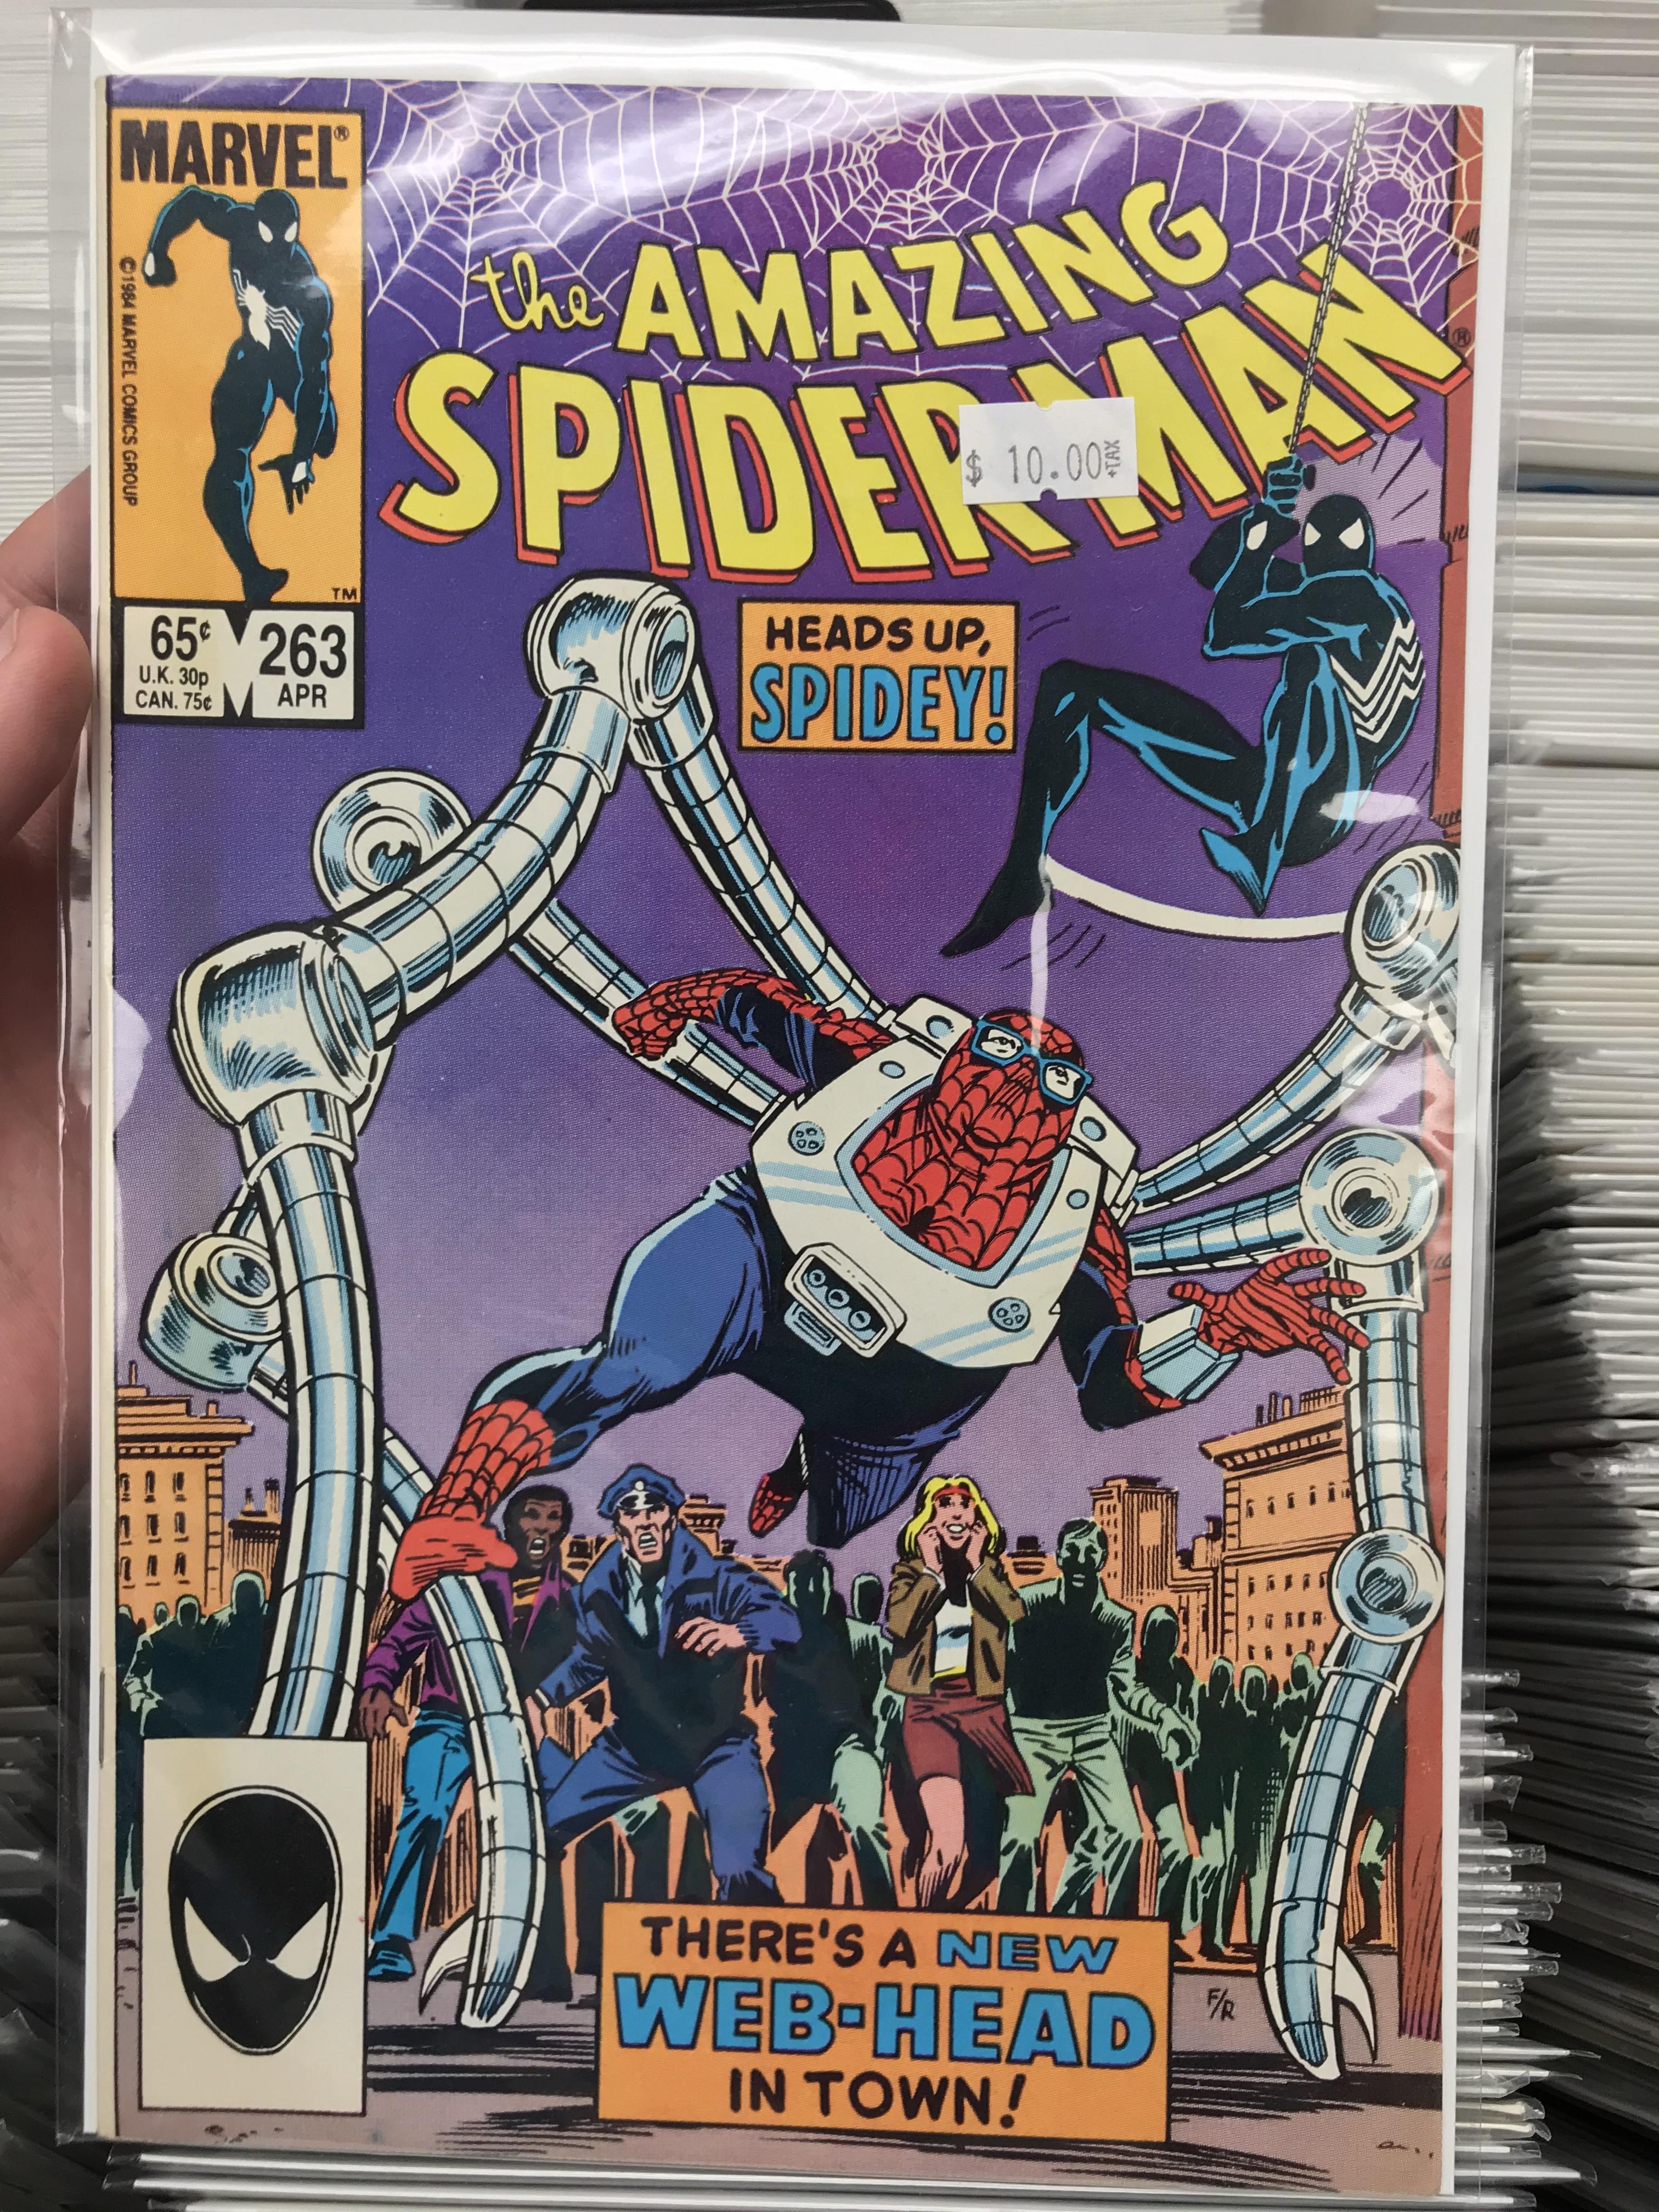 MARVEL®
©1984 MARVEL COMICS GROUP
TM
65¢
U.K. 30p
CAN. 75¢
263
APR
the AMAZING
SPIDER-MAN®
$ 10.00 +TAX
HEADS UP,
SPIDEY!
THERE'S A NEW
WEB-HEAD
IN TOWN!
F/R